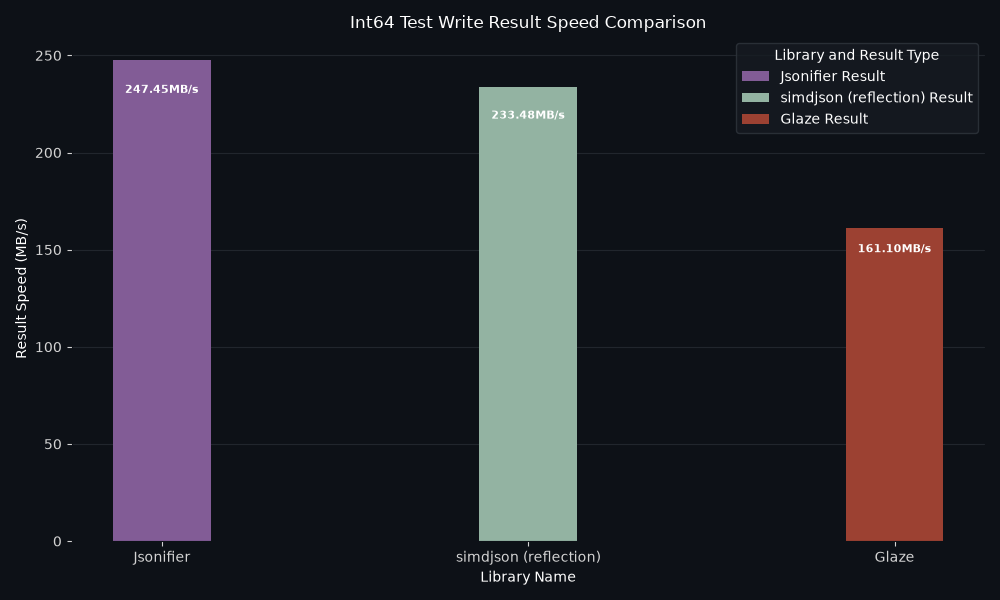 Int64 Test Write Result Speed Comparison
Library and Result Type
Jsonifier Result
simdjson (reflection) Result
Glaze Result
Result Speed (MB/s)
250
200
150
100
50
0
247.45MB/s
233.48MB/s
161.10MB/s
Jsonifier
simdjson (reflection)
Glaze
Library Name